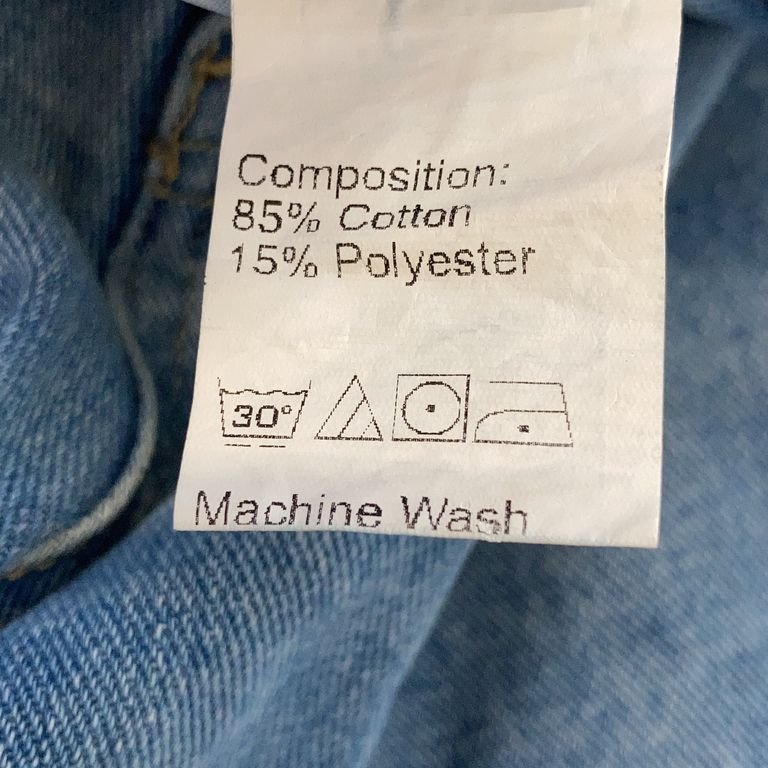 Composition:
85% Cotton
15% Polyester
30°
Machine Wash